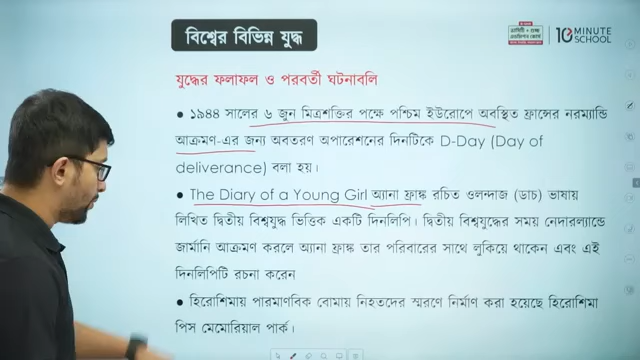 বিশ্বের বিভিন্ন যুদ্ধ
10 MINUTE SCHOOL
যুদ্ধের ফলাফল ও পরবর্তী ঘটনাবলি
● ১৯৪৪ সালের ৬ জুন মিত্রশক্তির পক্ষে পশ্চিম ইউরোপে অবস্থিত ফ্রান্সের নরম্যান্ডি
আক্রমণ-এর জন্য অবতরণ অপারেশনের দিনটিকে D-Day (Day of
deliverance) বলা হয়।
● The Diary of a Young Girl অ্যানা ফ্রাঙ্ক রচিত ওলন্দাজ (ডাচ) ভাষায়
লিখিত দ্বিতীয় বিশ্বযুদ্ধ ভিত্তিক একটি দিনলিপি। দ্বিতীয় বিশ্বযুদ্ধের সময় নেদারল্যান্ডে
জার্মানি আক্রমণ করলে অ্যানা ফ্রাঙ্ক তার পরিবারের সাথে লুকিয়ে থাকেন এবং এই
দিনলিপিটি রচনা করেন
● হিরোশিমায় পারমাণবিক বোমায় নিহতদের স্মরণে নির্মাণ করা হয়েছে হিরোশিমা
পিস মেমোরিয়াল পার্ক।